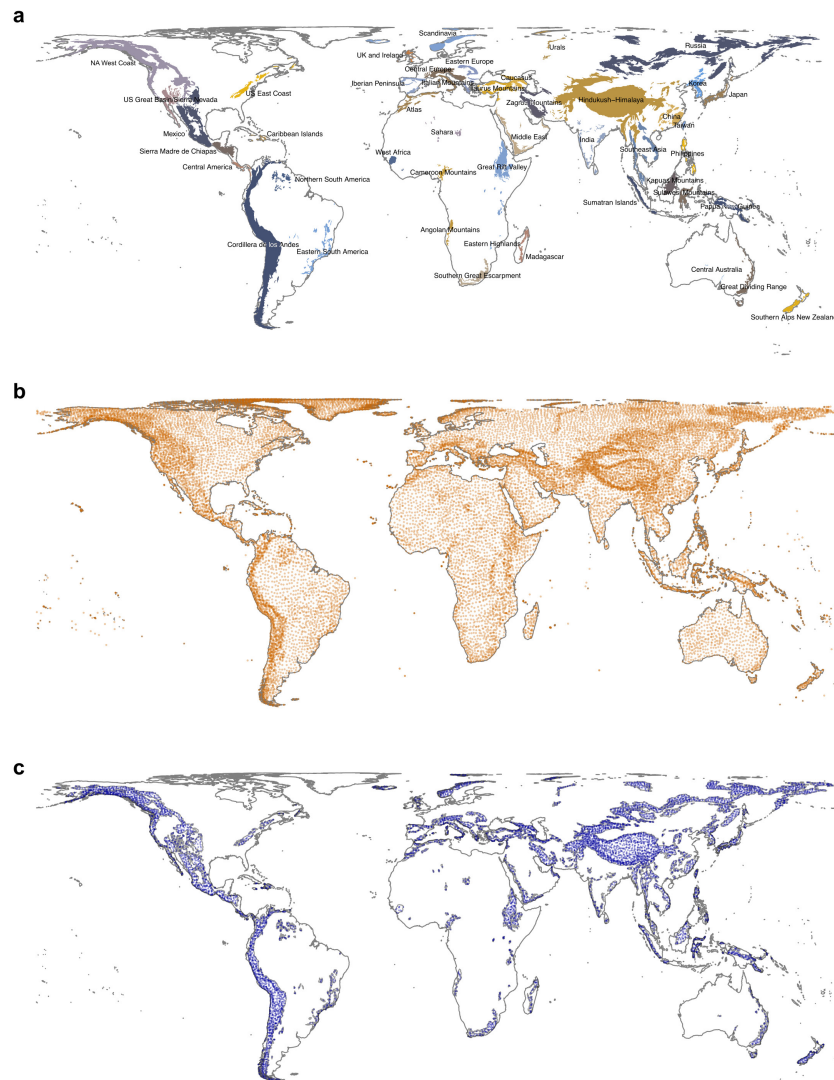 a
Scandinavia
Urals
Russia
UK and Ireland
Eastern Europe
NA West Coast
Central Europe
Caucasus
Iberian Peninsula
Italian Mountains
Taurus Mountains
Korea
US Great Basin
Sierra Nevada
US East Coast
Zagros Mountains
Hindukush-Himalaya
Japan
Atlas
China
Taiwan
Mexico
Caribbean Islands
Sahara
Middle East
India
Sierra Madre de Chiapas
West Africa
Southeast Asia
Philippines
Central America
Northern South America
Cameroon Mountains
Great Rift Valley
Kapuas Mountains
Sulawesi Mountains
Sumatran Islands
Papua New Guinea
Angolan Mountains
Cordillera de los Andes
Eastern South America
Eastern Highlands
Madagascar
Southern Great Escarpment
Central Australia
Great Dividing Range
Southern Alps New Zealand
b
c